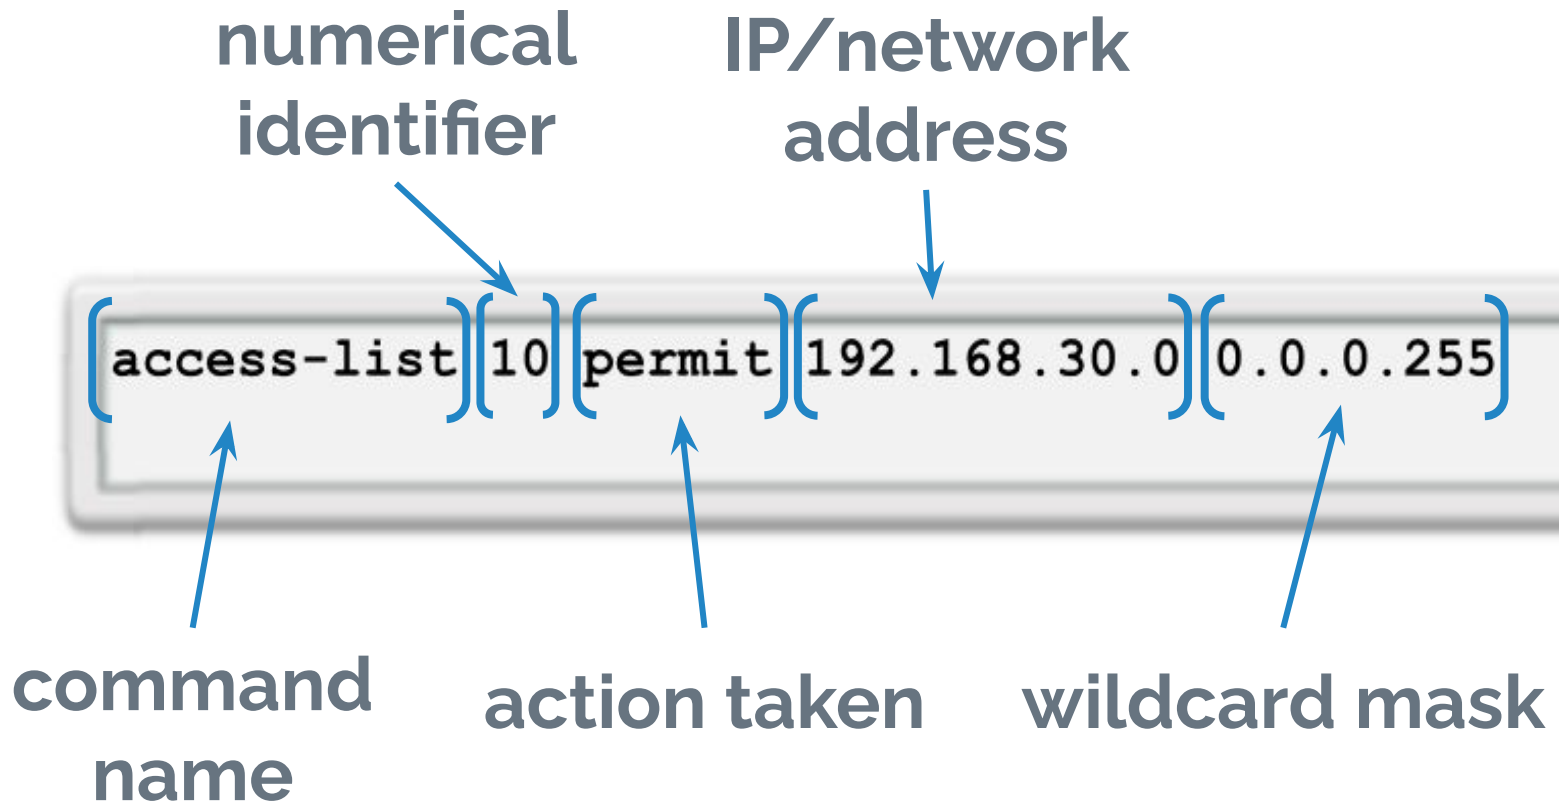 numerical
identifier
IP/network
address
access-list 10 permit 192.168.30.0 0.0.0.255
command
name
action taken
wildcard mask